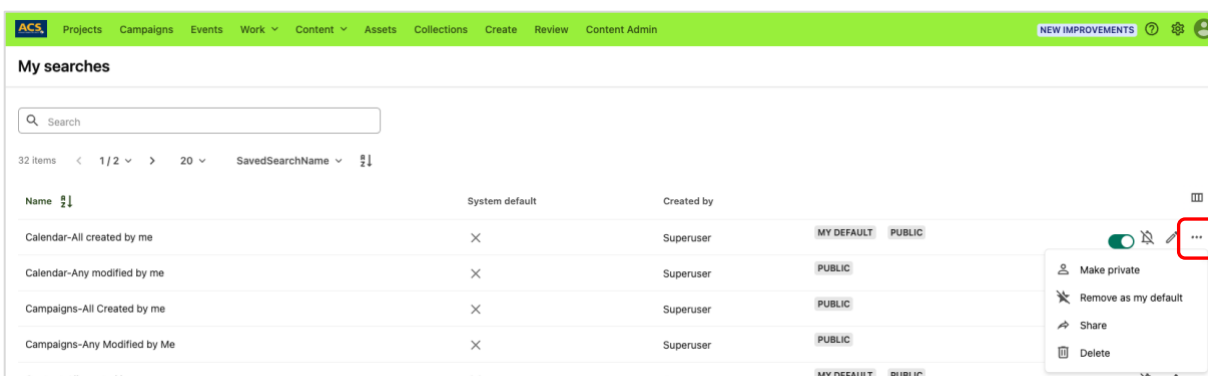 ACS Projects Campaigns Events Work Content Assets Collections Create Review Content Admin NEW IMPROVEMENTS
My searches
Search
32 items 1 / 2 20 SavedSearchName
Name System default Created by
Calendar-All created by me Superuser MY DEFAULT PUBLIC
Calendar-Any modified by me Superuser PUBLIC
Make private
Campaigns-All Created by me Superuser PUBLIC
Remove as my default
Share
Campaigns-Any Modified by Me Superuser PUBLIC
Delete
MY DEFAULT PUBLIC